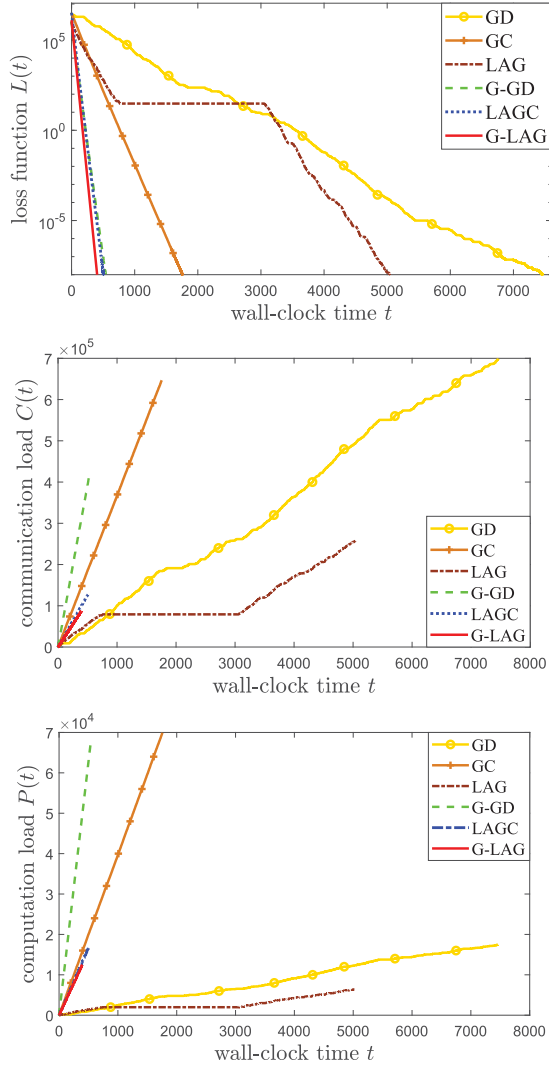 loss function L(t)
10^5
10^0
10^-5
GD
GC
LAG
G-GD
LAGC
G-LAG
0 1000 2000 3000 4000 5000 6000 7000
wall-clock time t
communication load C(t)
×10^5
7
6
5
4
3
2
1
0
GD
GC
LAG
G-GD
LAGC
G-LAG
0 1000 2000 3000 4000 5000 6000 7000 8000
wall-clock time t
computation load P(t)
×10^4
7
6
5
4
3
2
1
0
GD
GC
LAG
G-GD
LAGC
G-LAG
0 1000 2000 3000 4000 5000 6000 7000 8000
wall-clock time t